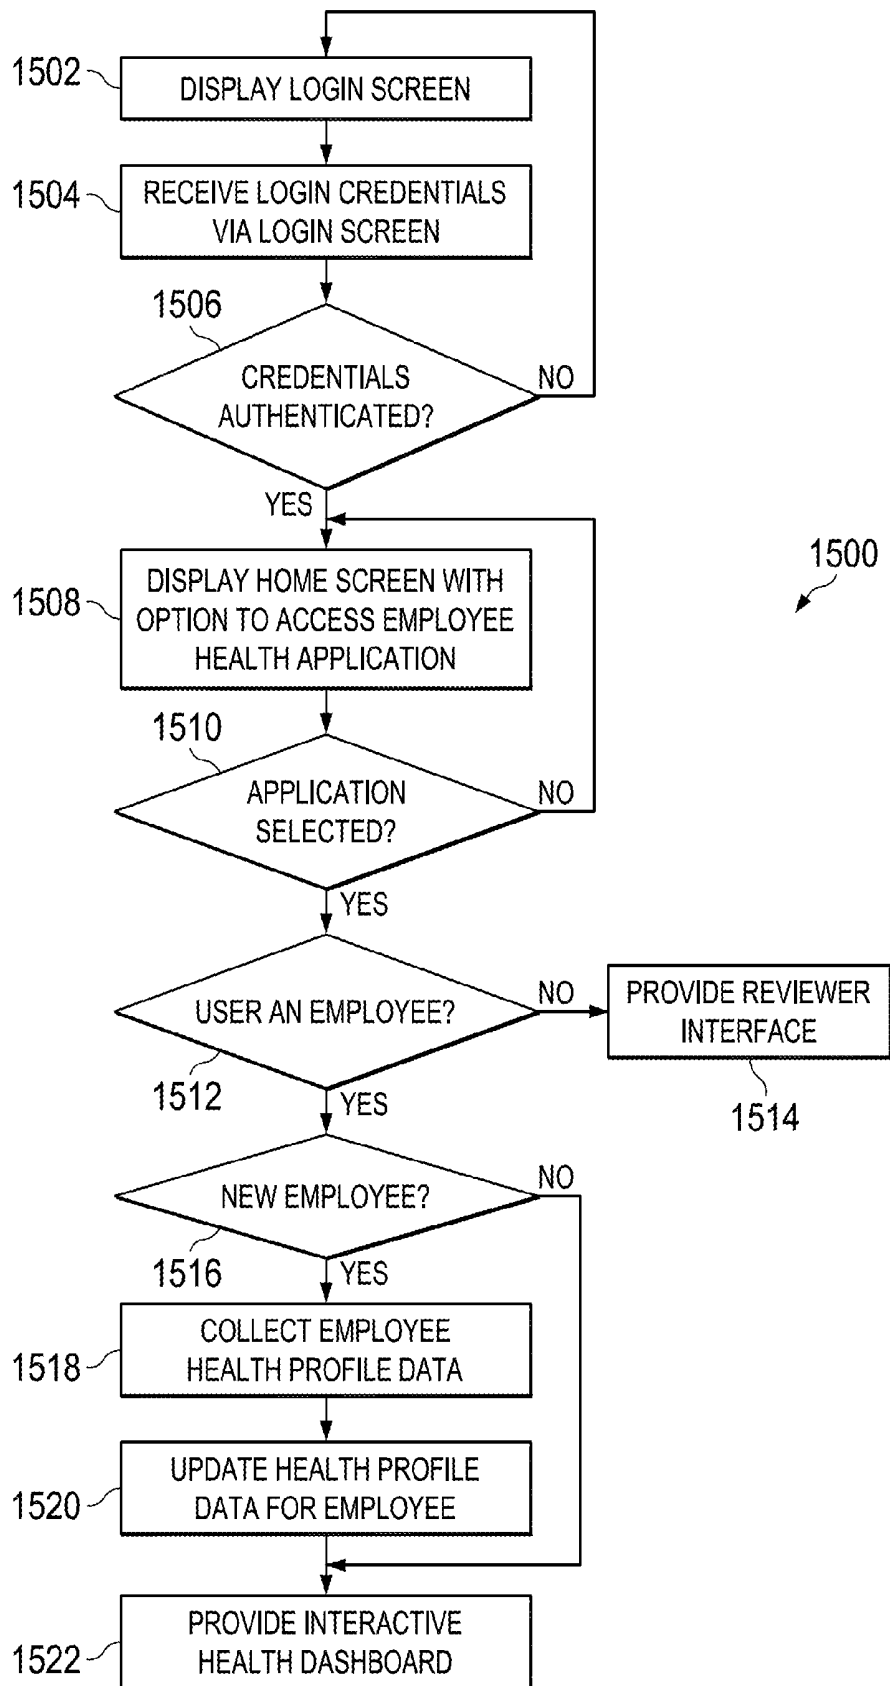 1502
DISPLAY LOGIN SCREEN
1504
RECEIVE LOGIN CREDENTIALS
VIA LOGIN SCREEN
1506
CREDENTIALS
AUTHENTICATED?
NO
YES
1508
DISPLAY HOME SCREEN WITH
OPTION TO ACCESS EMPLOYEE
HEALTH APPLICATION
1500
1510
APPLICATION
SELECTED?
NO
YES
USER AN EMPLOYEE?
NO
1512
YES
PROVIDE REVIEWER
INTERFACE
1514
NEW EMPLOYEE?
NO
1516
YES
1518
COLLECT EMPLOYEE
HEALTH PROFILE DATA
1520
UPDATE HEALTH PROFILE
DATA FOR EMPLOYEE
1522
PROVIDE INTERACTIVE
HEALTH DASHBOARD